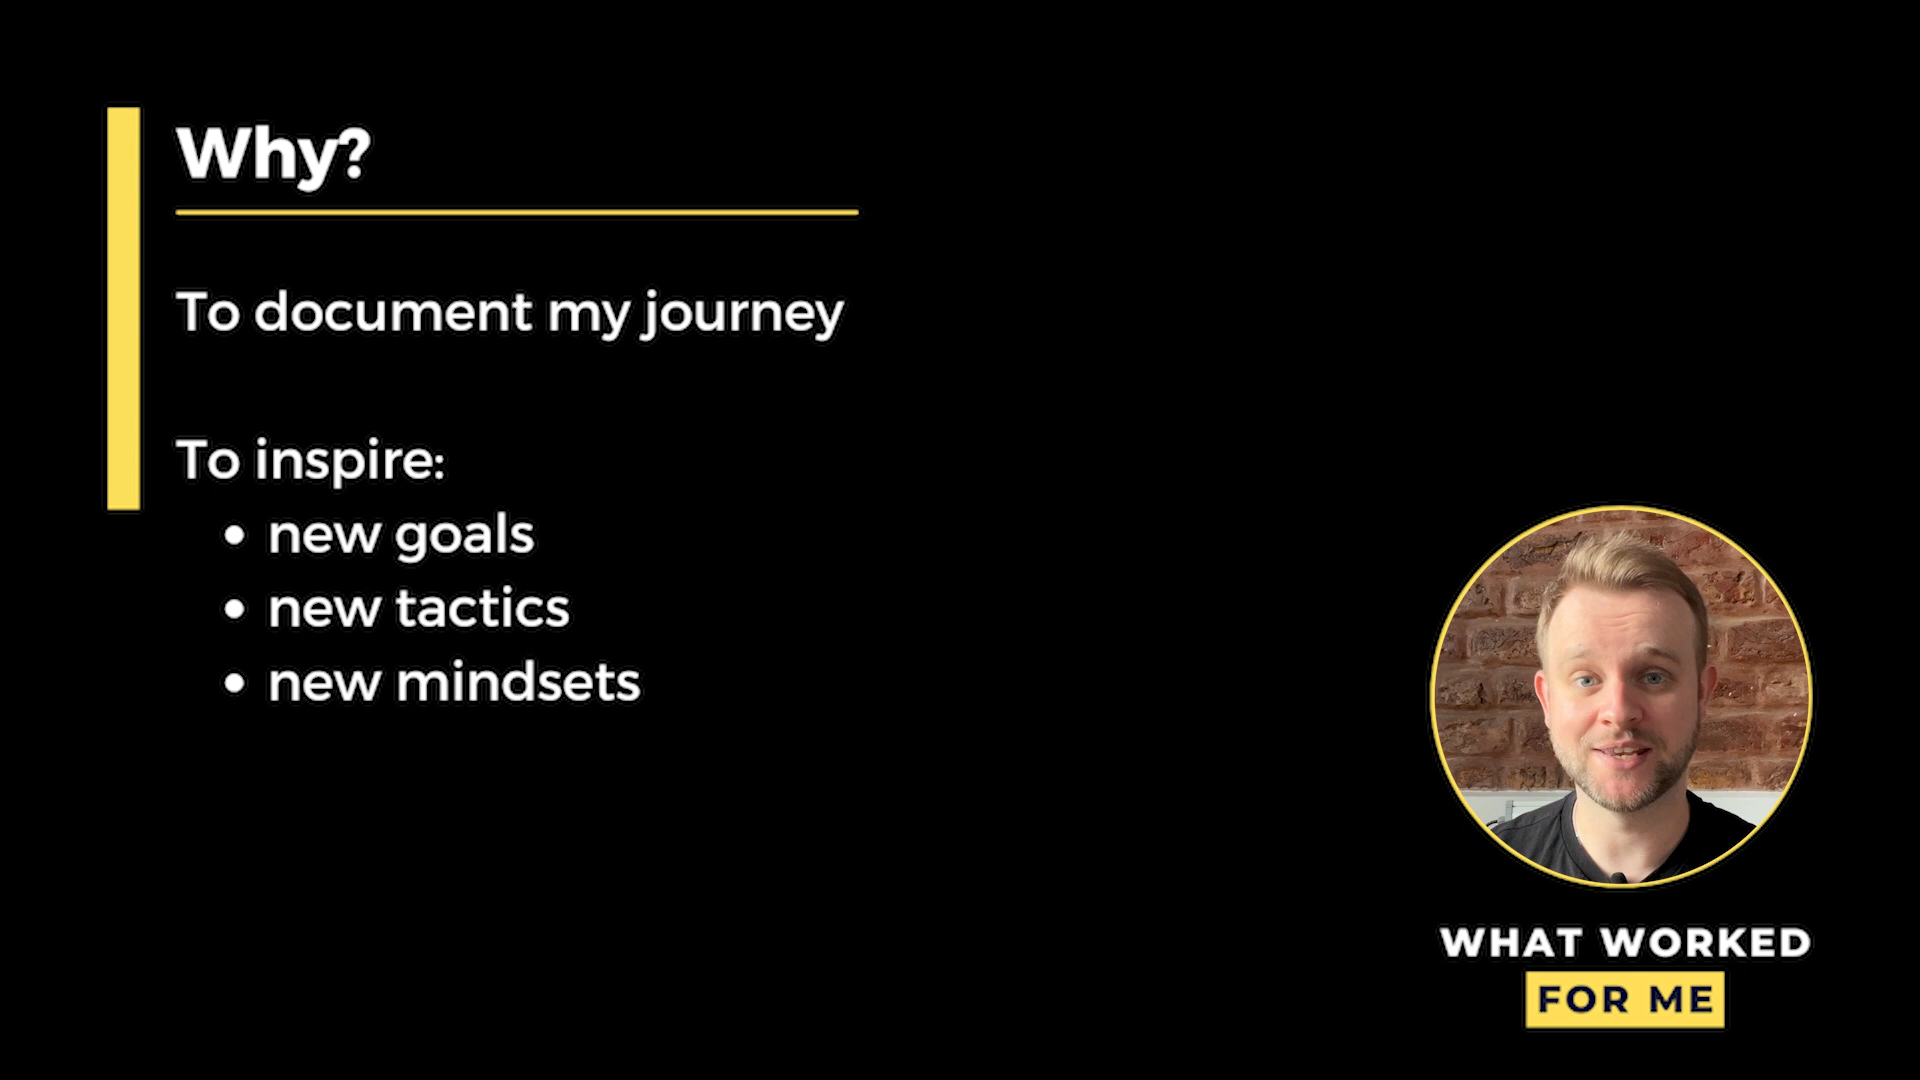 Why?
To document my journey
To inspire:
• new goals
• new tactics
• new mindsets
WHAT WORKED
FOR ME